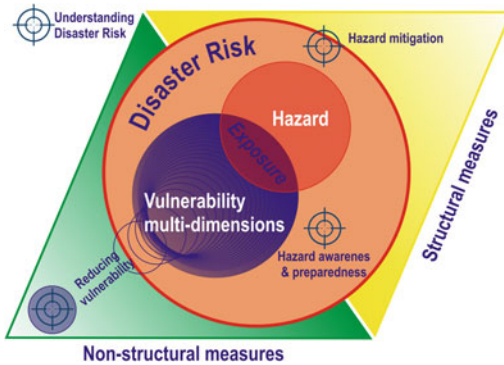 Understanding
Disaster Risk
Hazard mitigation
Disaster Risk
Hazard
Exposure
Vulnerability
multi-dimensions
Structural measures
Hazard awarenes
& preparedness
Reducing
vulnerability
Non-structural measures